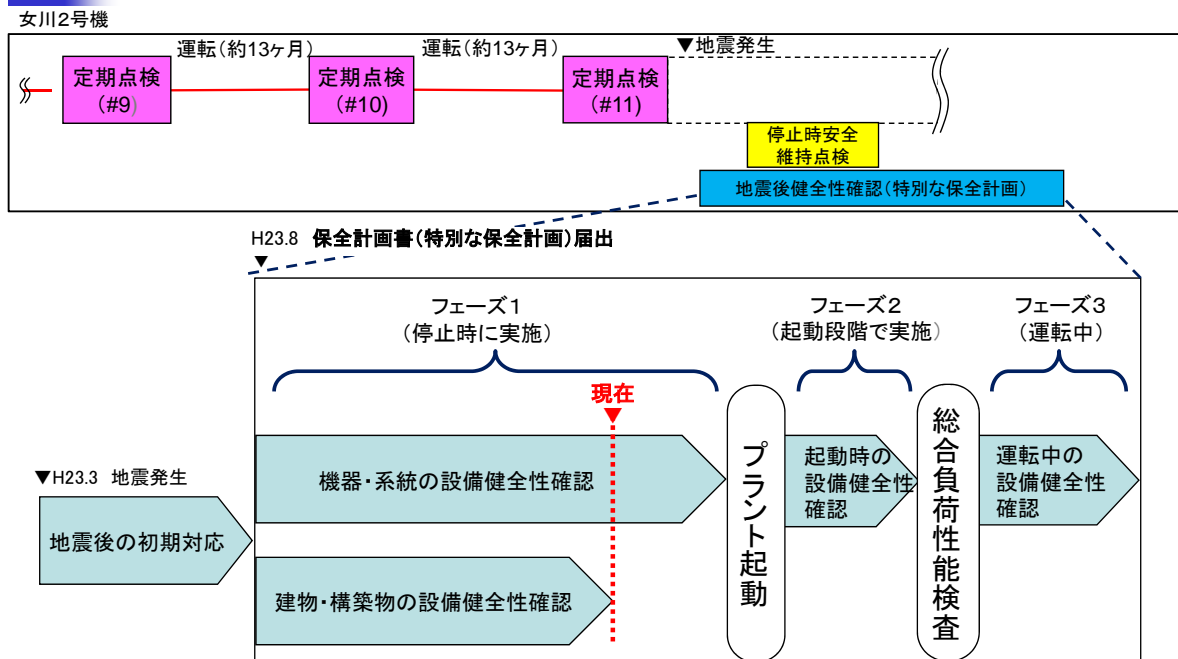 女川2号機
運転(約13ヶ月)
運転(約13ヶ月)
▼地震発生
定期点検
(#9)
定期点検
(#10)
定期点検
(#11)
停止時安全
維持点検
地震後健全性確認(特別な保全計画)
H23.8 保全計画書(特別な保全計画)届出
▼
フェーズ1
(停止時に実施)
フェーズ2
(起動段階で実施)
フェーズ3
(運転中)
現在
▼H23.3 地震発生
地震後の初期対応
機器・系統の設備健全性確認
建物・構築物の設備健全性確認
プラント起動
起動時の
設備健全性
確認
総合負荷性能検査
運転中の
設備健全性
確認